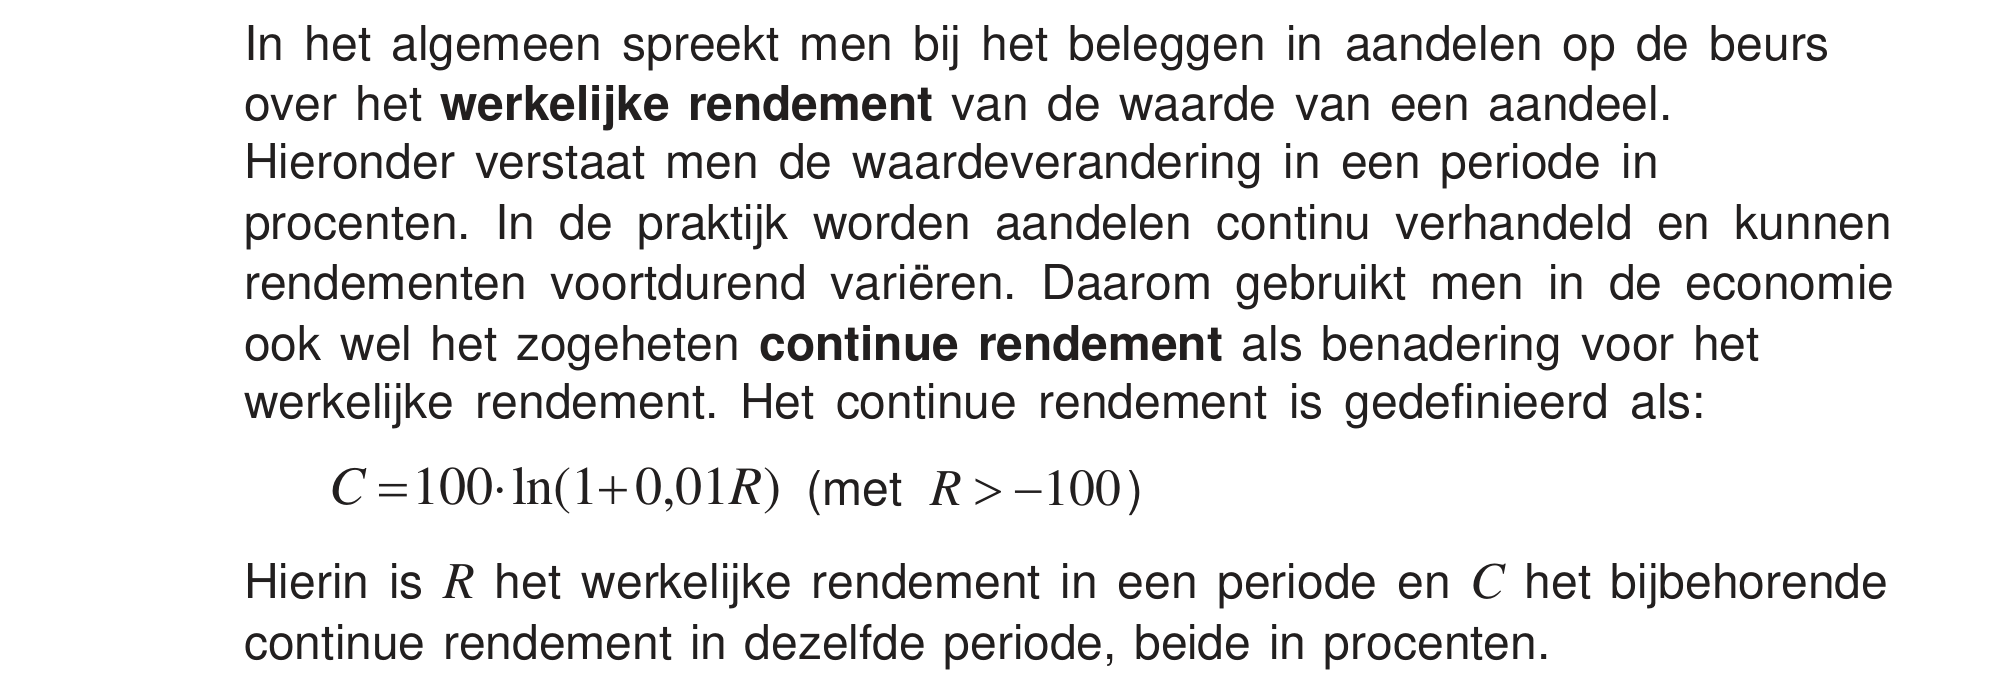 In het algemeen spreekt men bij het beleggen in aandelen op de beurs
over het werkelijke rendement van de waarde van een aandeel.
Hieronder verstaat men de waardeverandering in een periode in
procenten. In de praktijk worden aandelen continu verhandeld en kunnen
rendementen voortdurend variëren. Daarom gebruikt men in de economie
ook wel het zogeheten continue rendement als benadering voor het
werkelijke rendement. Het continue rendement is gedefinieerd als:
C = 100 · ln(1 + 0,01R) (met R > −100)
Hierin is R het werkelijke rendement in een periode en C het bijbehorende
continue rendement in dezelfde periode, beide in procenten.